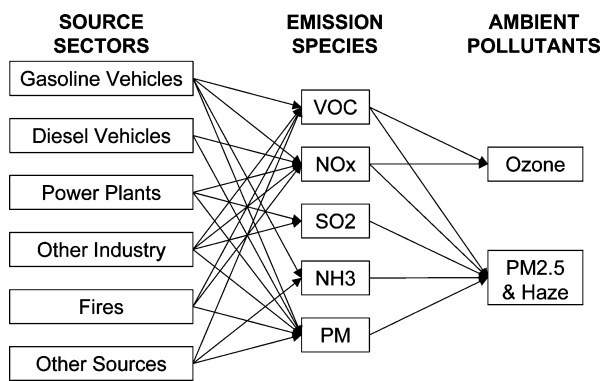 SOURCE
SECTORS
EMISSION
SPECIES
AMBIENT
POLLUTANTS
Gasoline Vehicles
Diesel Vehicles
Power Plants
Other Industry
Fires
Other Sources
VOC
NOx
SO2
NH3
PM
Ozone
PM2.5
& Haze